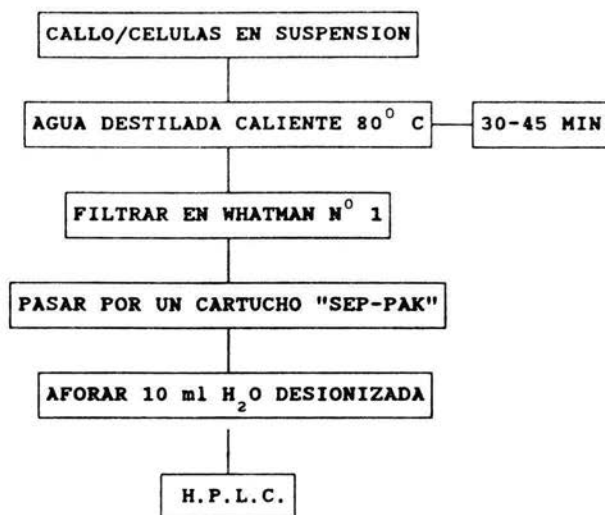 CALLO/CELULAS EN SUSPENSION
AGUA DESTILADA CALIENTE 80° C
30-45 MIN
FILTRAR EN WHATMAN N° 1
PASAR POR UN CARTUCHO "SEP-PAK"
AFORAR 10 ml H₂O DESIONIZADA
H.P.L.C.